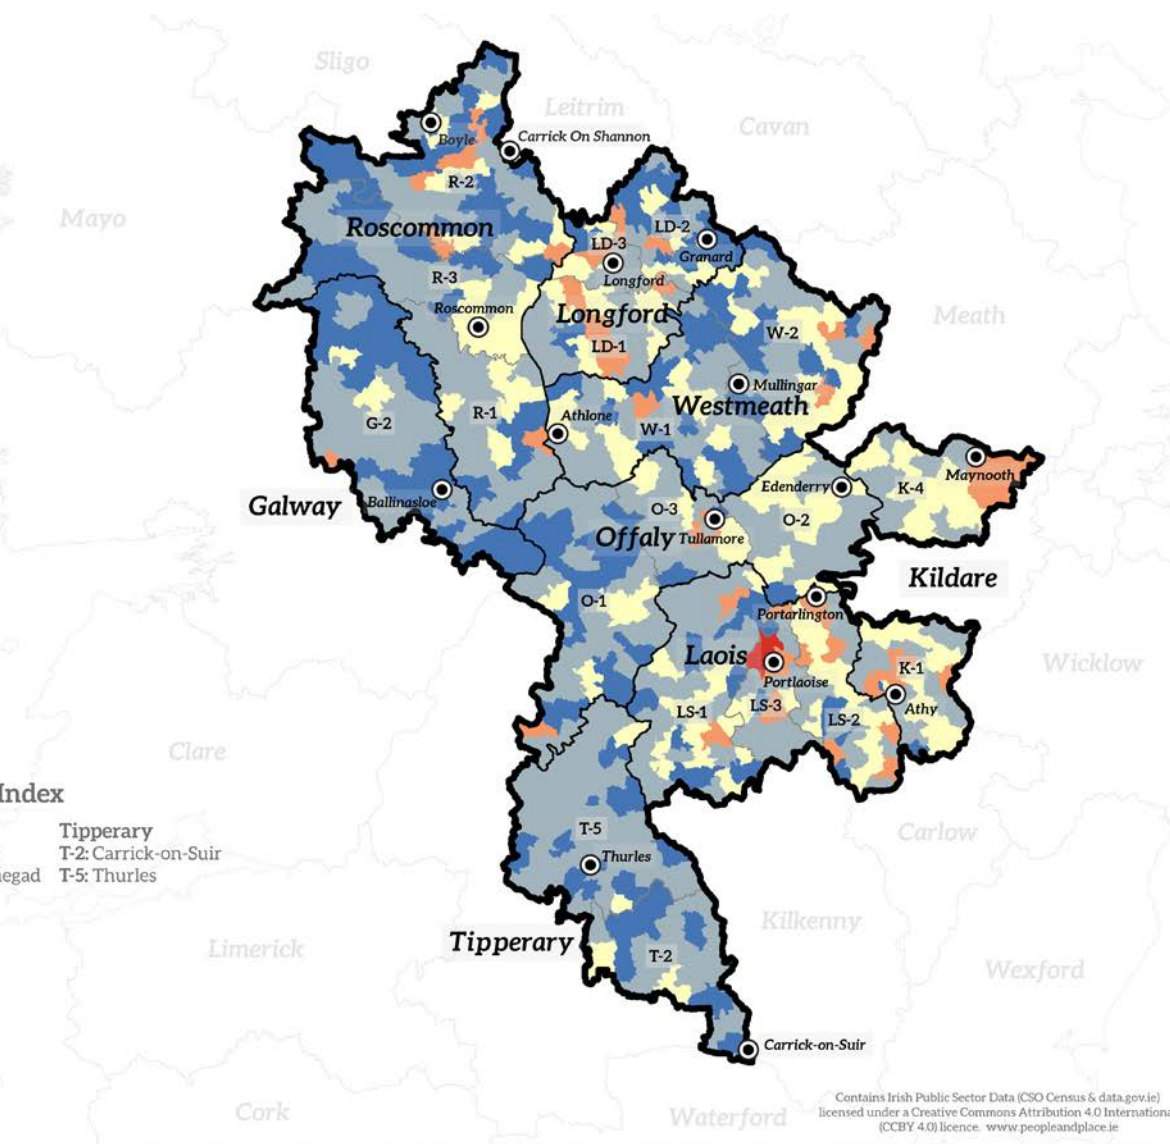 Sligo
Leitrim
Cavan
Boyle
Carrick On Shannon
R-2
Mayo
Roscommon
LD-2
LD-3
Granard
R-3
Longford
Roscommon
Longford
Meath
W-2
LD-1
Mullingar
Westmeath
Athlone
R-1
G-2
W-1
Maynooth
Edenderry
K-4
Galway
Ballinasloe
O-3
O-2
Offaly
Tullamore
Kildare
O-1
Portarlington
Laois
Wicklow
K-1
Portlaoise
Athy
LS-1
LS-3
LS-2
Clare
Index
Tipperary
T-2: Carrick-on-Suir
T-5: Thurles
T-5
Carlow
Thurles
Kilkenny
Tipperary
Limerick
T-2
Wexford
Carrick-on-Suir
Cork
Waterford
Contains Irish Public Sector Data (CSO Census & data.gov.ie)
licensed under a Creative Commons Attribution 4.0 Internationa
(CCBY 4.0) licence. www.peopleandplace.ie